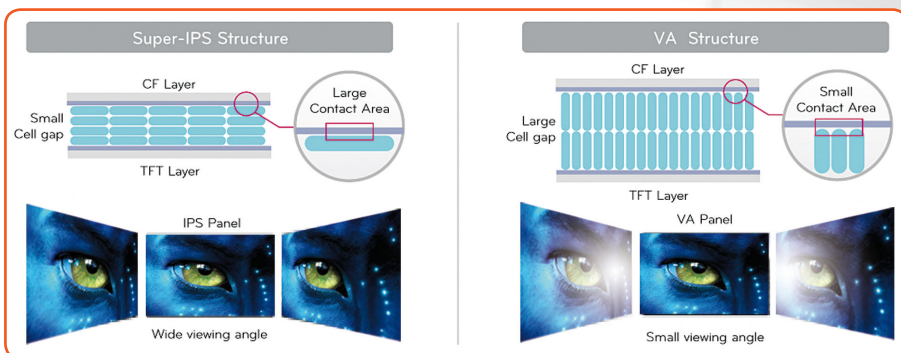 Super-IPS Structure
CF Layer
Small
Cell gap
Large
Contact Area
TFT Layer
IPS Panel
Wide viewing angle
VA Structure
CF Layer
Large
Cell gap
Small
Contact Area
TFT Layer
VA Panel
Small viewing angle